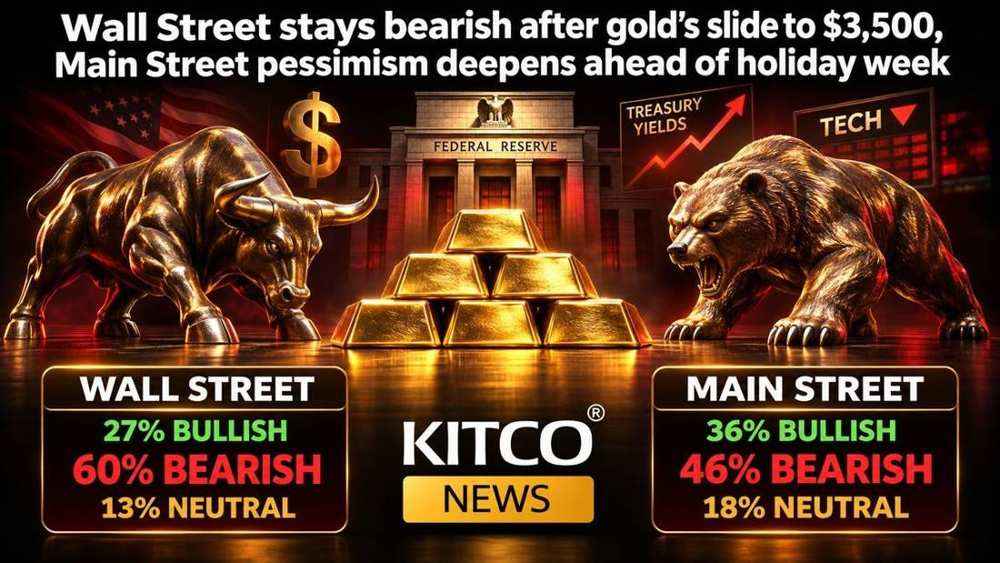 Wall Street stays bearish after gold's slide to $3,500,
Main Street pessimism deepens ahead of holiday week
$
FEDERAL RESERVE
TREASURY
YIELDS
TECH
WALL STREET
27% BULLISH
60% BEARISH
13% NEUTRAL
KITCO®
NEWS
MAIN STREET
36% BULLISH
46% BEARISH
18% NEUTRAL